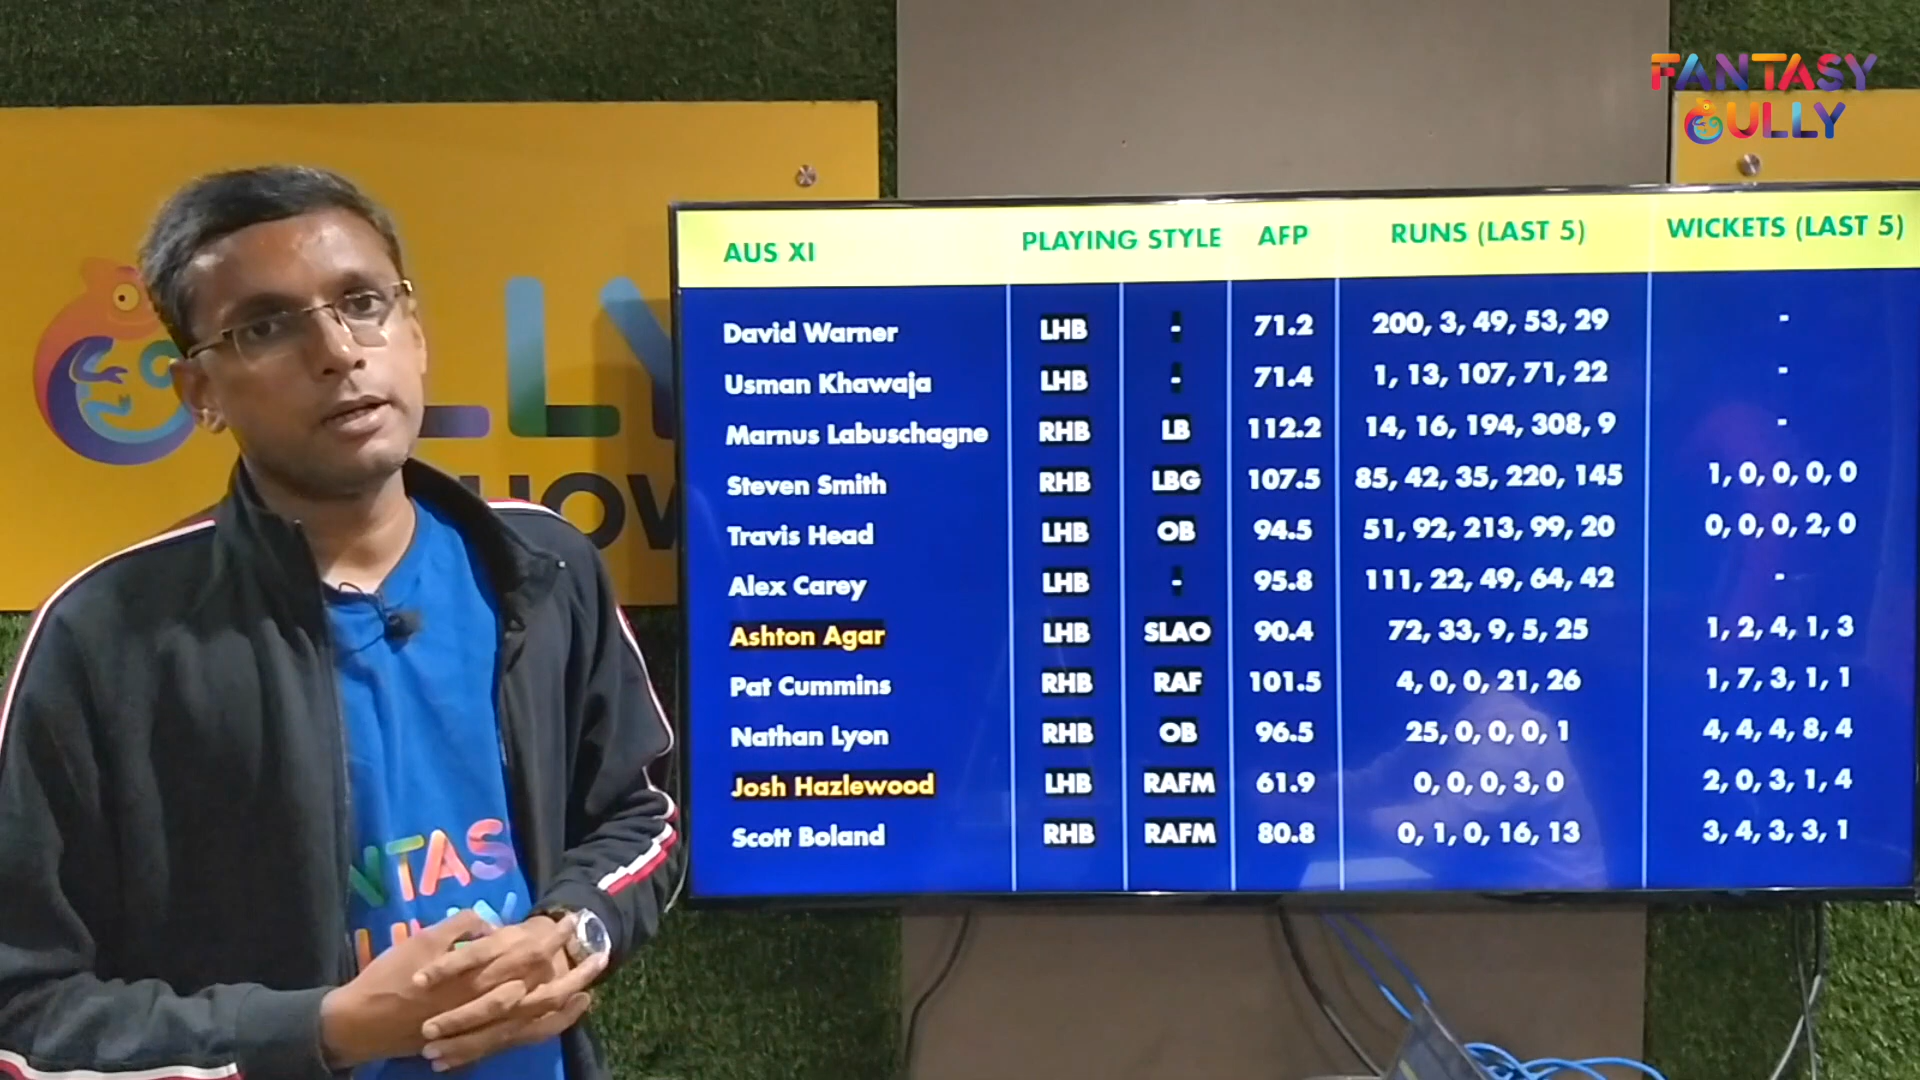 FANTASY
GULLY
LLY
HOW
NTAS
AUS XI PLAYING STYLE AFP RUNS (LAST 5) WICKETS (LAST 5)
David Warner LHB - 71.2 200, 3, 49, 53, 29 -
Usman Khawaja LHB - 71.4 1, 13, 107, 71, 22 -
Marnus Labuschagne RHB LB 112.2 14, 16, 194, 308, 9 -
Steven Smith RHB LBG 107.5 85, 42, 35, 220, 145 1, 0, 0, 0, 0
Travis Head LHB OB 94.5 51, 92, 213, 99, 20 0, 0, 0, 2, 0
Alex Carey LHB - 95.8 111, 22, 49, 64, 42 -
Ashton Agar LHB SLAO 90.4 72, 33, 9, 5, 25 1, 2, 4, 1, 3
Pat Cummins RHB RAF 101.5 4, 0, 0, 21, 26 1, 7, 3, 1, 1
Nathan Lyon RHB OB 96.5 25, 0, 0, 0, 1 4, 4, 4, 8, 4
Josh Hazlewood LHB RAFM 61.9 0, 0, 0, 3, 0 2, 0, 3, 1, 4
Scott Boland RHB RAFM 80.8 0, 1, 0, 16, 13 3, 4, 3, 3, 1